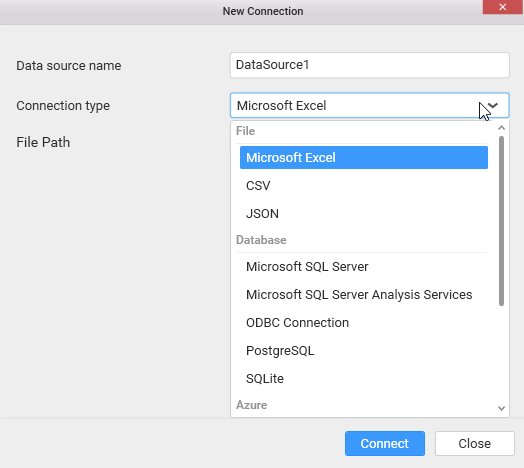 New Connection
Data source name
DataSource1
Connection type
Microsoft Excel
File Path
File
Microsoft Excel
CSV
JSON
Database
Microsoft SQL Server
Microsoft SQL Server Analysis Services
ODBC Connection
PostgreSQL
SQLite
Azure
Connect
Close